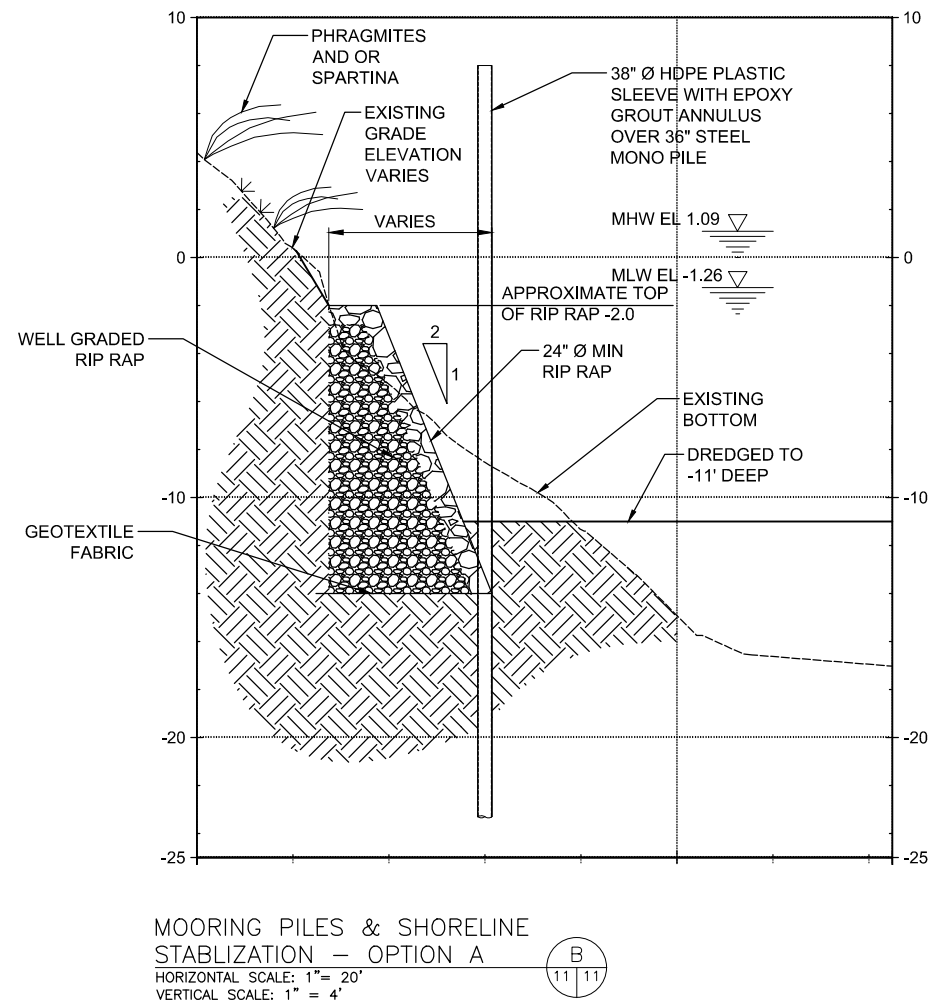 10
10
PHRAGMITES
AND OR
SPARTINA
38" Ø HDPE PLASTIC
SLEEVE WITH EPOXY
GROUT ANNULUS
OVER 36" STEEL
MONO PILE
EXISTING
GRADE
ELEVATION
VARIES
VARIES
MHW EL 1.09
0
0
MLW EL -1.26
APPROXIMATE TOP
OF RIP RAP -2.0
WELL GRADED
RIP RAP
2
1
24" Ø MIN
RIP RAP
EXISTING
BOTTOM
DREDGED TO
-11' DEEP
-10
-10
GEOTEXTILE
FABRIC
-20
-20
-25
-25
MOORING PILES & SHORELINE
STABLIZATION – OPTION A
B
11 11
HORIZONTAL SCALE: 1"= 20'
VERTICAL SCALE: 1" = 4'